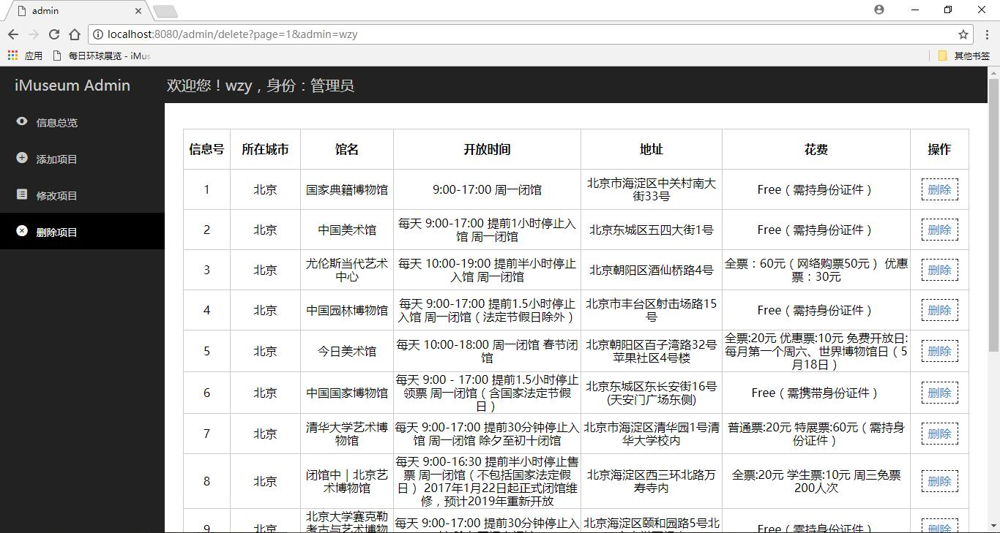 admin
localhost:8080/admin/delete?page=1&admin=wzy
应用 每日环球展览 - iMus 其他书签
iMuseum Admin 欢迎您！wzy，身份：管理员
信息总览
添加项目
修改项目
删除项目
信息号 所在城市 馆名 开放时间 地址 花费 操作
1 北京 国家典籍博物馆 9:00-17:00 周一闭馆 北京市海淀区中关村南大
街33号 Free（需持身份证件） 删除
2 北京 中国美术馆 每天 9:00-17:00 提前1小时停止入
馆 周一闭馆 北京东城区五四大街1号 Free（需持身份证件） 删除
3 北京 尤伦斯当代艺术
中心 每天 10:00-19:00 提前半小时停止
入馆 周一闭馆 北京朝阳区酒仙桥路4号 全票：60元（网络购票50元） 优惠
票：30元 删除
4 北京 中国园林博物馆 每天 9:00-17:00 提前1.5小时停止
入馆 周一闭馆（法定节假日除外） 北京市丰台区射击场路15
号 Free（需持身份证件） 删除
5 北京 今日美术馆 每天 10:00-18:00 周一闭馆 春节闭
馆 北京朝阳区百子湾路32号
苹果社区4号楼 全票:20元 优惠票:10元 免费开放日:
每月第一个周六、世界博物馆日（5
月18日） 删除
6 北京 中国国家博物馆 每天 9:00 - 17:00 提前1.5小时停止
领票 周一闭馆（含国家法定节假
日） 北京东城区东长安街16号
(天安门广场东侧) Free（需携带身份证件） 删除
7 北京 清华大学艺术博
物馆 每天 9:00-17:00 提前30分钟停止入
馆 周一闭馆 除夕至初十闭馆 北京市海淀区清华园1号清
华大学校内 普通票:20元 特展票:60元（需持身
份证件） 删除
8 北京 闭馆中｜北京艺
术博物馆 每天 9:00-16:30 提前半小时停止售
票 周一闭馆（不包括国家法定假
日） 2017年1月22日起正式闭馆维
修，预计2019年重新开放 北京海淀区西三环北路万
寿寺内 全票:20元 学生票:10元 周三免票
200人次 删除
9 北京 北京大学赛克勒
考古与艺术博物 每天 9:00-17:00 提前30分钟停止入
北京海淀区颐和园路5号北
Free（需持身份证件） 删除